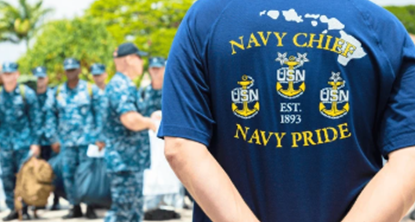 NAVY CHIEF
USN
USN USN
EST.
1893
NAVY PRIDE